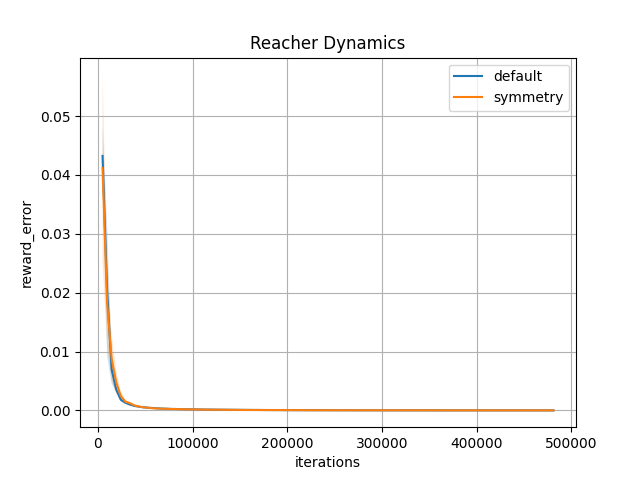 Reacher Dynamics
default
symmetry
reward_error
0.05
0.04
0.03
0.02
0.01
0.00
0 100000 200000 300000 400000 500000
iterations